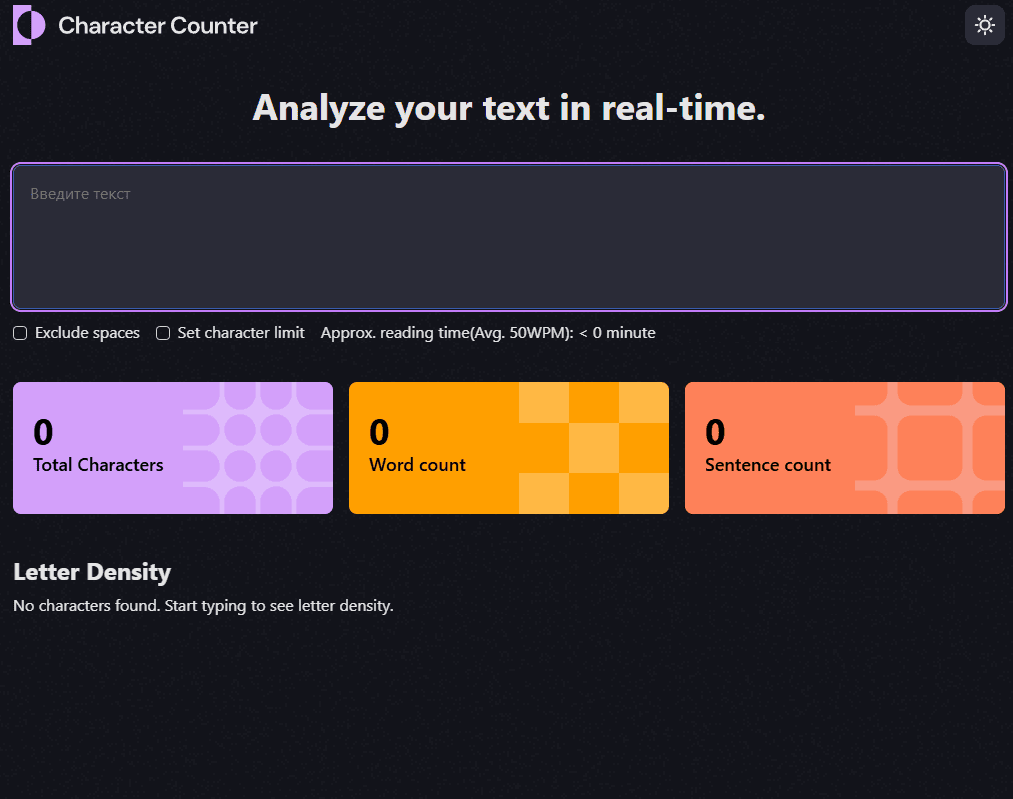 Character Counter
Analyze your text in real-time.
Введите текст
Exclude spaces Set character limit Approx. reading time(Avg. 50WPM): < 0 minute
0 0 0
Total Characters Word count Sentence count
Letter Density
No characters found. Start typing to see letter density.